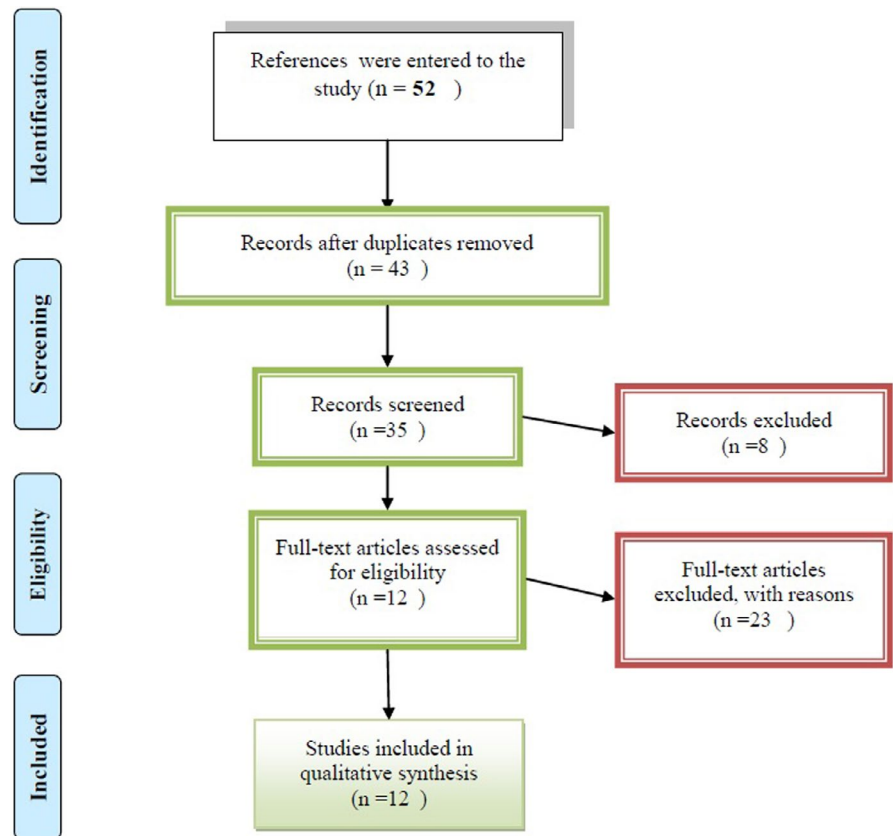 Identification
References were entered to the
study (n = 52 )
Records after duplicates removed
(n = 43 )
Screening
Records screened
(n =35 )
Records excluded
(n =8 )
Eligibility
Full-text articles assessed
for eligibility
(n =12 )
Full-text articles
excluded, with reasons
(n =23 )
Included
Studies included in
qualitative synthesis
(n =12 )